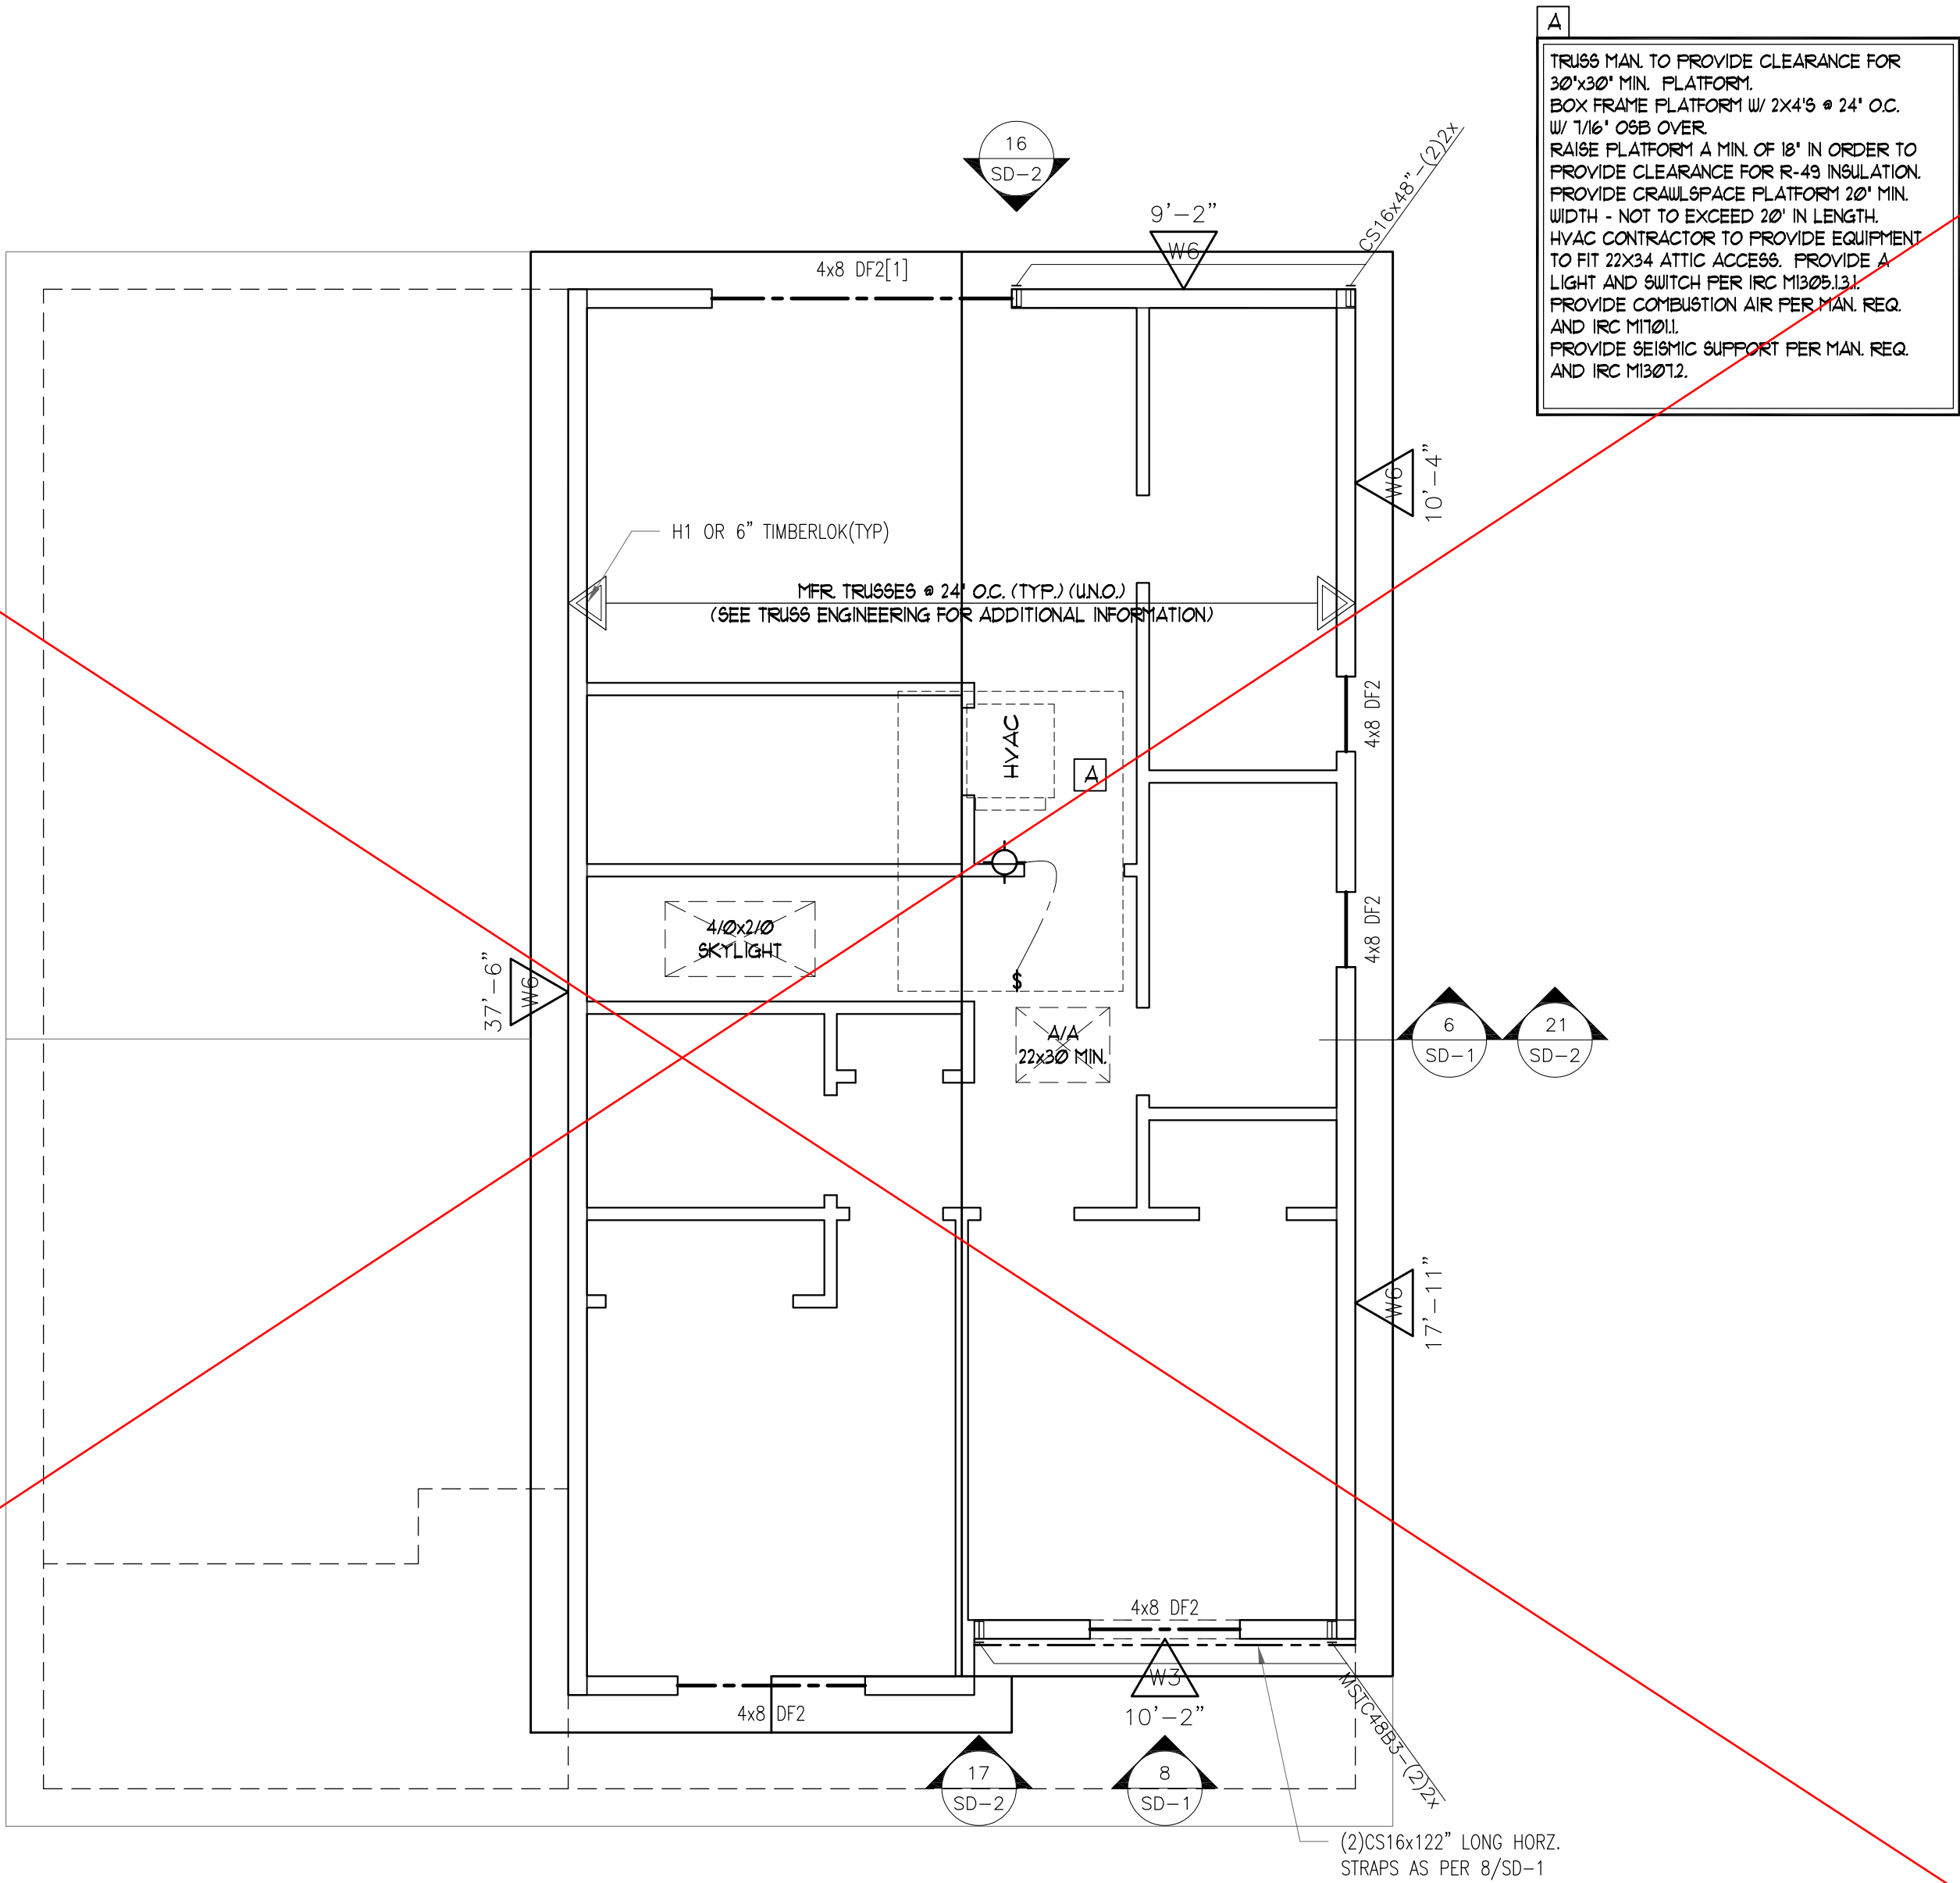 A
TRUSS MAN. TO PROVIDE CLEARANCE FOR
30"x30" MIN. PLATFORM.
BOX FRAME PLATFORM W/ 2X4'S @ 24" O.C.
W/ 7/16" OSB OVER.
RAISE PLATFORM A MIN. OF 18" IN ORDER TO
PROVIDE CLEARANCE FOR R-49 INSULATION.
PROVIDE CRAWLSPACE PLATFORM 20" MIN.
WIDTH - NOT TO EXCEED 20' IN LENGTH.
HVAC CONTRACTOR TO PROVIDE EQUIPMENT
TO FIT 22X34 ATTIC ACCESS. PROVIDE A
LIGHT AND SWITCH PER IRC M1305.1.3.1.
PROVIDE COMBUSTION AIR PER MAN. REQ.
AND IRC M1701.1.
PROVIDE SEISMIC SUPPORT PER MAN. REQ.
AND IRC M1307.2.
16
SD-2
CS16x48"-(2)2x
9'-2"
W6
4x8 DF2[1]
W6
10'-4"
H1 OR 6" TIMBERLOK(TYP)
MFR. TRUSSES @ 24" O.C. (TYP.) (U.N.O.)
(SEE TRUSS ENGINEERING FOR ADDITIONAL INFORMATION)
4x8 DF2
HVAC
A
4x8 DF2
4/0x2/0
SKYLIGHT
$
37'-6"
W6
A/A
22x30 MIN.
6
SD-1
21
SD-2
W6
17'-11"
4x8 DF2
W3
10'-2"
4x8 DF2
MSTC48B3-(2)2x
17
SD-2
8
SD-1
(2)CS16x122" LONG HORZ.
STRAPS AS PER 8/SD-1